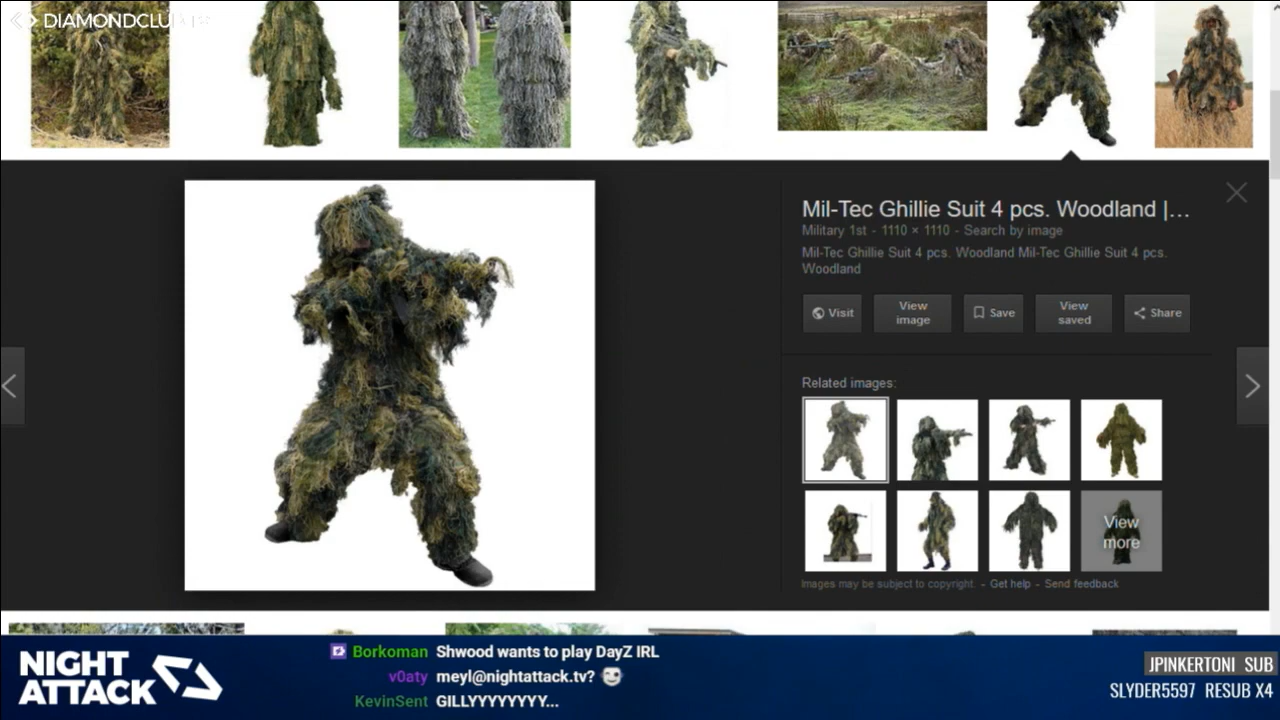 DIAMONDCLUB
Mil-Tec Ghillie Suit 4 pcs. Woodland |...
Military 1st - 1110 × 1110 - Search by image
Mil-Tec Ghillie Suit 4 pcs. Woodland Mil-Tec Ghillie Suit 4 pcs.
Woodland
Visit
View
image
Save
View
saved
Share
Related images:
View
more
Images may be subject to copyright. - Get help - Send feedback
NIGHT
ATTACK
Borkoman Shwood wants to play DayZ IRL
v0aty meyl@nightattack.tv?
KevinSent GILLYYYYYYYY...
JPINKERTONI SUB
SLYDER5597 RESUB X4